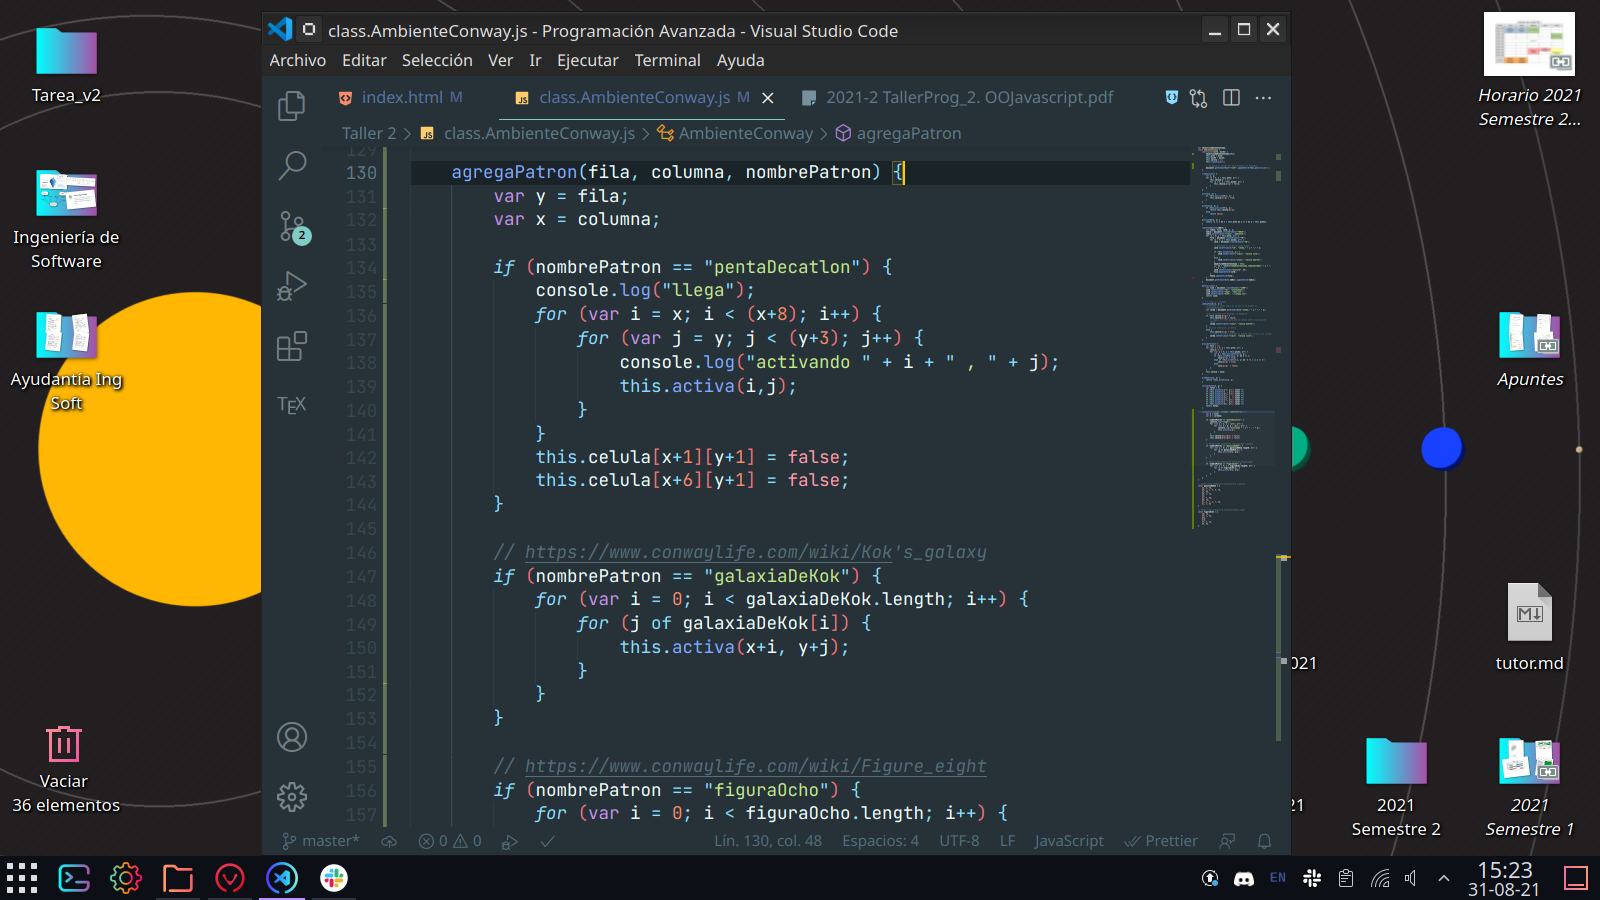 class.AmbienteConway.js - Programación Avanzada - Visual Studio Code
Archivo Editar Selección Ver Ir Ejecutar Terminal Ayuda
index.html M class.AmbienteConway.js M 2021-2 TallerProg_2. OOJavascript.pdf
Taller 2 > JS class.AmbienteConway.js > AmbienteConway > agregaPatron
129
130 agregaPatron(fila, columna, nombrePatron) {
131 var y = fila;
132 var x = columna;
133
134 if (nombrePatron == "pentaDecatlon") {
135 console.log("llega");
136 for (var i = x; i < (x+8); i++) {
137 for (var j = y; j < (y+3); j++) {
138 console.log("activando " + i + " , " + j);
139 this.activa(i,j);
140 }
141 }
142 this.celula[x+1][y+1] = false;
143 this.celula[x+6][y+1] = false;
144 }
145
146 // https://www.conwaylife.com/wiki/Kok's_galaxy
147 if (nombrePatron == "galaxiaDeKok") {
148 for (var i = 0; i < galaxiaDeKok.length; i++) {
149 for (j of galaxiaDeKok[i]) {
150 this.activa(x+i, y+j);
151 }
152 }
153 }
154
155 // https://www.conwaylife.com/wiki/Figure_eight
156 if (nombrePatron == "figuraOcho") {
157 for (var i = 0; i < figuraOcho.length; i++) {
2
TEX
master* 0 0 Lín. 130, col. 48 Espacios: 4 UTF-8 LF JavaScript Prettier
Tarea_v2
Ingeniería de
Software
Ayudantía Ing
Soft
Vaciar
36 elementos
Horario 2021
Semestre 2...
Apuntes
M
tutor.md
021
21
2021
Semestre 2
2021
Semestre 1
EN
15:23
31-08-21